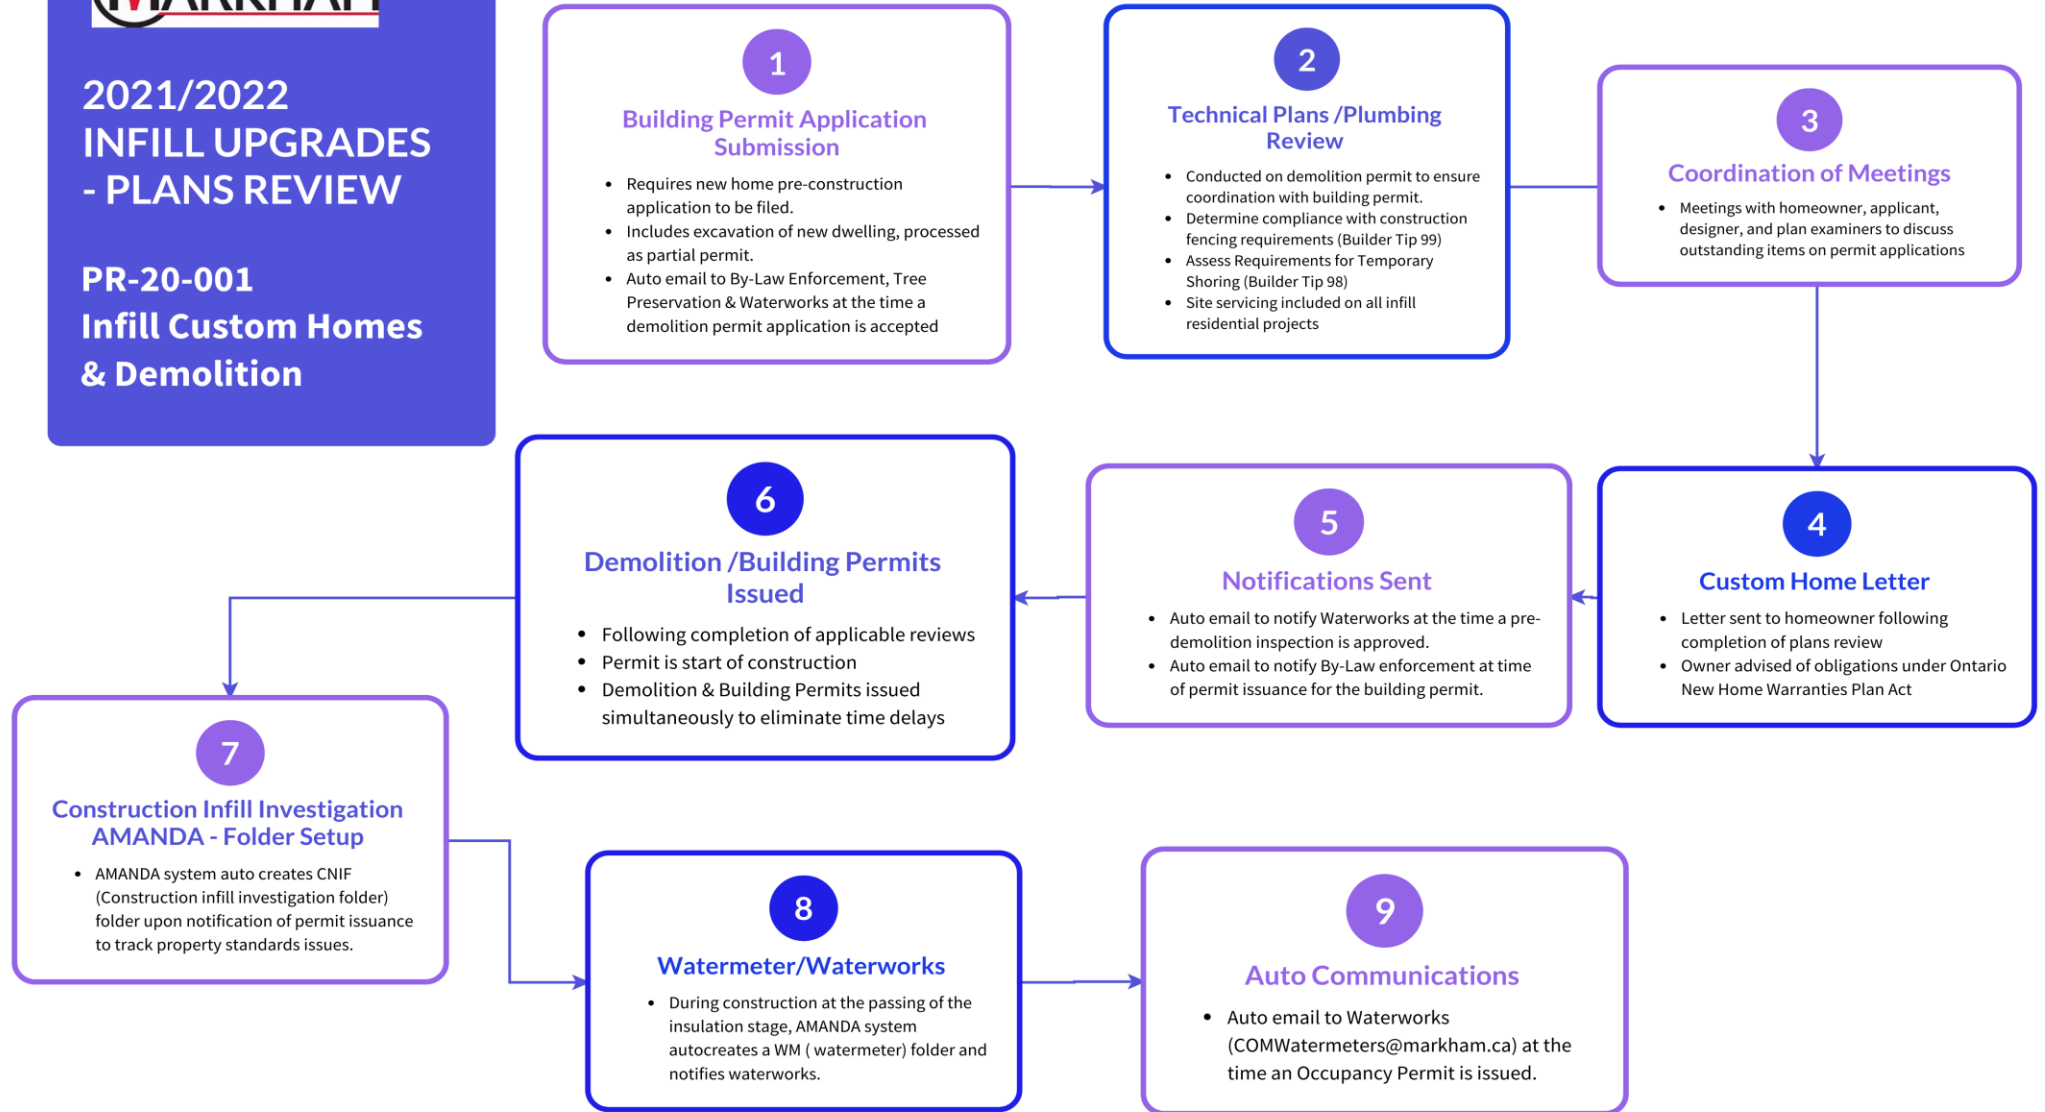 MARKHAM
2021/2022
INFILL UPGRADES
- PLANS REVIEW
PR-20-001
Infill Custom Homes
& Demolition
1
Building Permit Application
Submission
• Requires new home pre-construction
application to be filed.
• Includes excavation of new dwelling, processed
as partial permit.
• Auto email to By-Law Enforcement, Tree
Preservation & Waterworks at the time a
demolition permit application is accepted
2
Technical Plans /Plumbing
Review
• Conducted on demolition permit to ensure
coordination with building permit.
• Determine compliance with construction
fencing requirements (Builder Tip 99)
• Assess Requirements for Temporary
Shoring (Builder Tip 98)
• Site servicing included on all infill
residential projects
3
Coordination of Meetings
• Meetings with homeowner, applicant,
designer, and plan examiners to discuss
outstanding items on permit applications
4
Custom Home Letter
• Letter sent to homeowner following
completion of plans review
• Owner advised of obligations under Ontario
New Home Warranties Plan Act
5
Notifications Sent
• Auto email to notify Waterworks at the time a pre-
demolition inspection is approved.
• Auto email to notify By-Law enforcement at time
of permit issuance for the building permit.
6
Demolition /Building Permits
Issued
• Following completion of applicable reviews
• Permit is start of construction
• Demolition & Building Permits issued
simultaneously to eliminate time delays
7
Construction Infill Investigation
AMANDA - Folder Setup
• AMANDA system auto creates CNIF
(Construction infill investigation folder)
folder upon notification of permit issuance
to track property standards issues.
8
Watermeter/Waterworks
• During construction at the passing of the
insulation stage, AMANDA system
autocreates a WM ( watermeter) folder and
notifies waterworks.
9
Auto Communications
• Auto email to Waterworks
(COMWatermeters@markham.ca) at the
time an Occupancy Permit is issued.